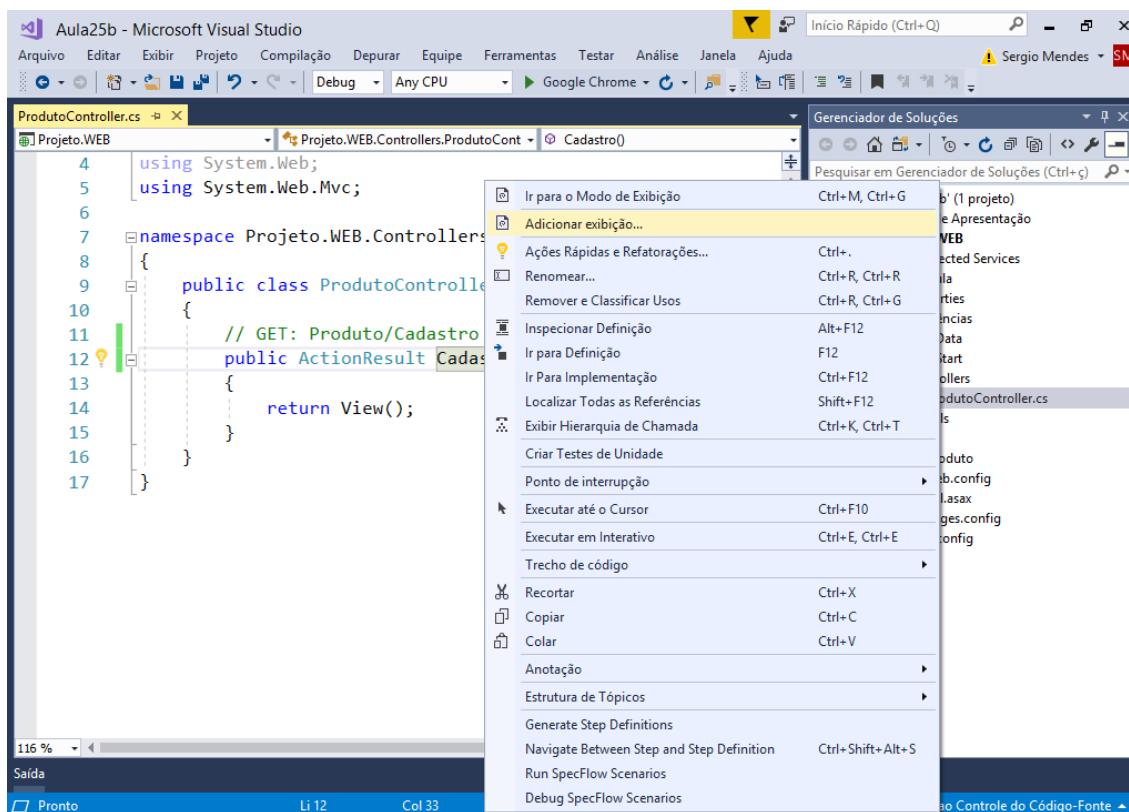 Aula25b - Microsoft Visual Studio
Início Rápido (Ctrl+Q)
Arquivo Editar Exibir Projeto Compilação Depurar Equipe Ferramentas Testar Análise Janela Ajuda
Sergio Mendes
Debug Any CPU Google Chrome
ProdutoController.cs
Projeto.WEB Projeto.WEB.Controllers.ProdutoCont Cadastro()
4 using System.Web;
5 using System.Web.Mvc;
6
7 namespace Projeto.WEB.Controllers
8 {
9 public class ProdutoControlle
10 {
11 // GET: Produto/Cadastro
12 public ActionResult Cadas
13 {
14 return View();
15 }
16 }
17 }
116 %
Saída
Pronto Li 12 Col 33
Ir para o Modo de Exibição Ctrl+M, Ctrl+G
Adicionar exibição...
Ações Rápidas e Refatorações... Ctrl+.
Renomear... Ctrl+R, Ctrl+R
Remover e Classificar Usos Ctrl+R, Ctrl+G
Inspecionar Definição Alt+F12
Ir para Definição F12
Ir Para Implementação Ctrl+F12
Localizar Todas as Referências Shift+F12
Exibir Hierarquia de Chamada Ctrl+K, Ctrl+T
Criar Testes de Unidade
Ponto de interrupção
Executar até o Cursor Ctrl+F10
Executar em Interativo Ctrl+E, Ctrl+E
Trecho de código
Recortar Ctrl+X
Copiar Ctrl+C
Colar Ctrl+V
Anotação
Estrutura de Tópicos
Generate Step Definitions
Navigate Between Step and Step Definition Ctrl+Shift+Alt+S
Run SpecFlow Scenarios
Debug SpecFlow Scenarios
Gerenciador de Soluções
Pesquisar em Gerenciador de Soluções (Ctrl+ç)
b' (1 projeto)
e Apresentação
WEB
ected Services
ula
rties
ências
Data
Start
ollers
odutoController.cs
ls
oduto
eb.config
l.asax
ges.config
config
ao Controle do Código-Fonte